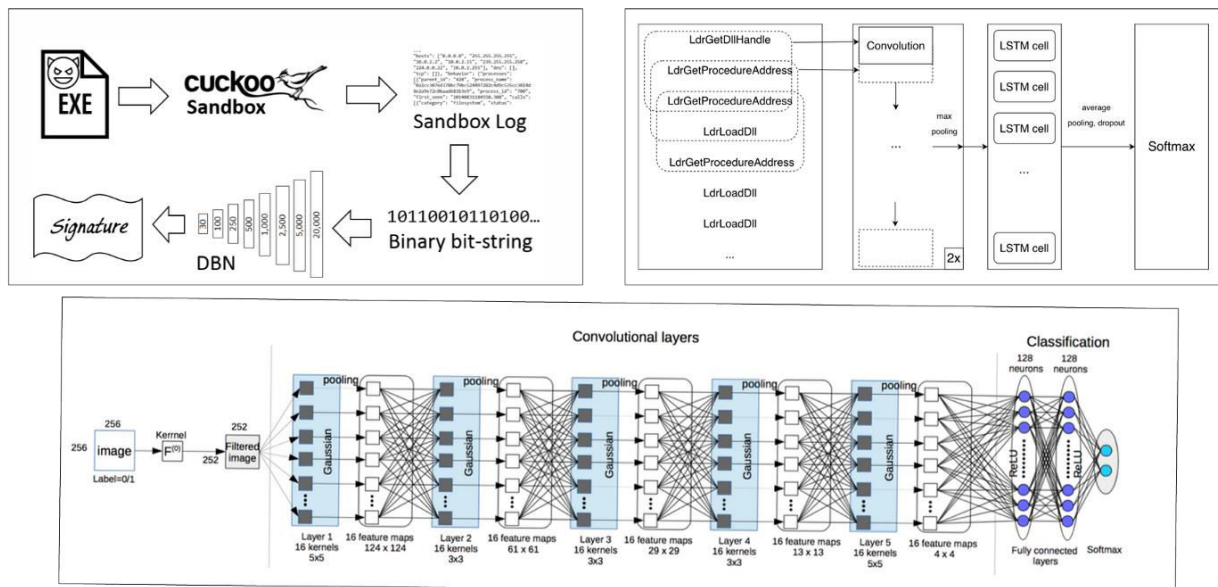 EXE
cuckoo
Sandbox
...
Sandbox Log
10110010110100...
Binary bit-string
20,000
5,000
2,500
1,000
500
250
100
30
DBN
Signature
LdrGetDllHandle
LdrGetProcedureAddress
LdrGetProcedureAddress
LdrLoadDll
LdrGetProcedureAddress
LdrLoadDll
LdrLoadDll
...
Convolution
...
2x
max
pooling
LSTM cell
LSTM cell
LSTM cell
...
LSTM cell
average
pooling, dropout
Softmax
Convolutional layers
Classification
256
256
image
Label=0/1
Kernel
F(0)
252
252
Filtered
image
Gaussian
pooling
Layer 1
16 kernels
5x5
16 feature maps
124 x 124
Gaussian
pooling
Layer 2
16 kernels
3x3
16 feature maps
61 x 61
Gaussian
pooling
Layer 3
16 kernels
3x3
16 feature maps
29 x 29
Gaussian
pooling
Layer 4
16 kernels
3x3
16 feature maps
13 x 13
Gaussian
pooling
Layer 5
16 kernels
5x5
16 feature maps
4 x 4
128
neurons
128
neurons
ReLU
ReLU
Fully connected
layers
Softmax